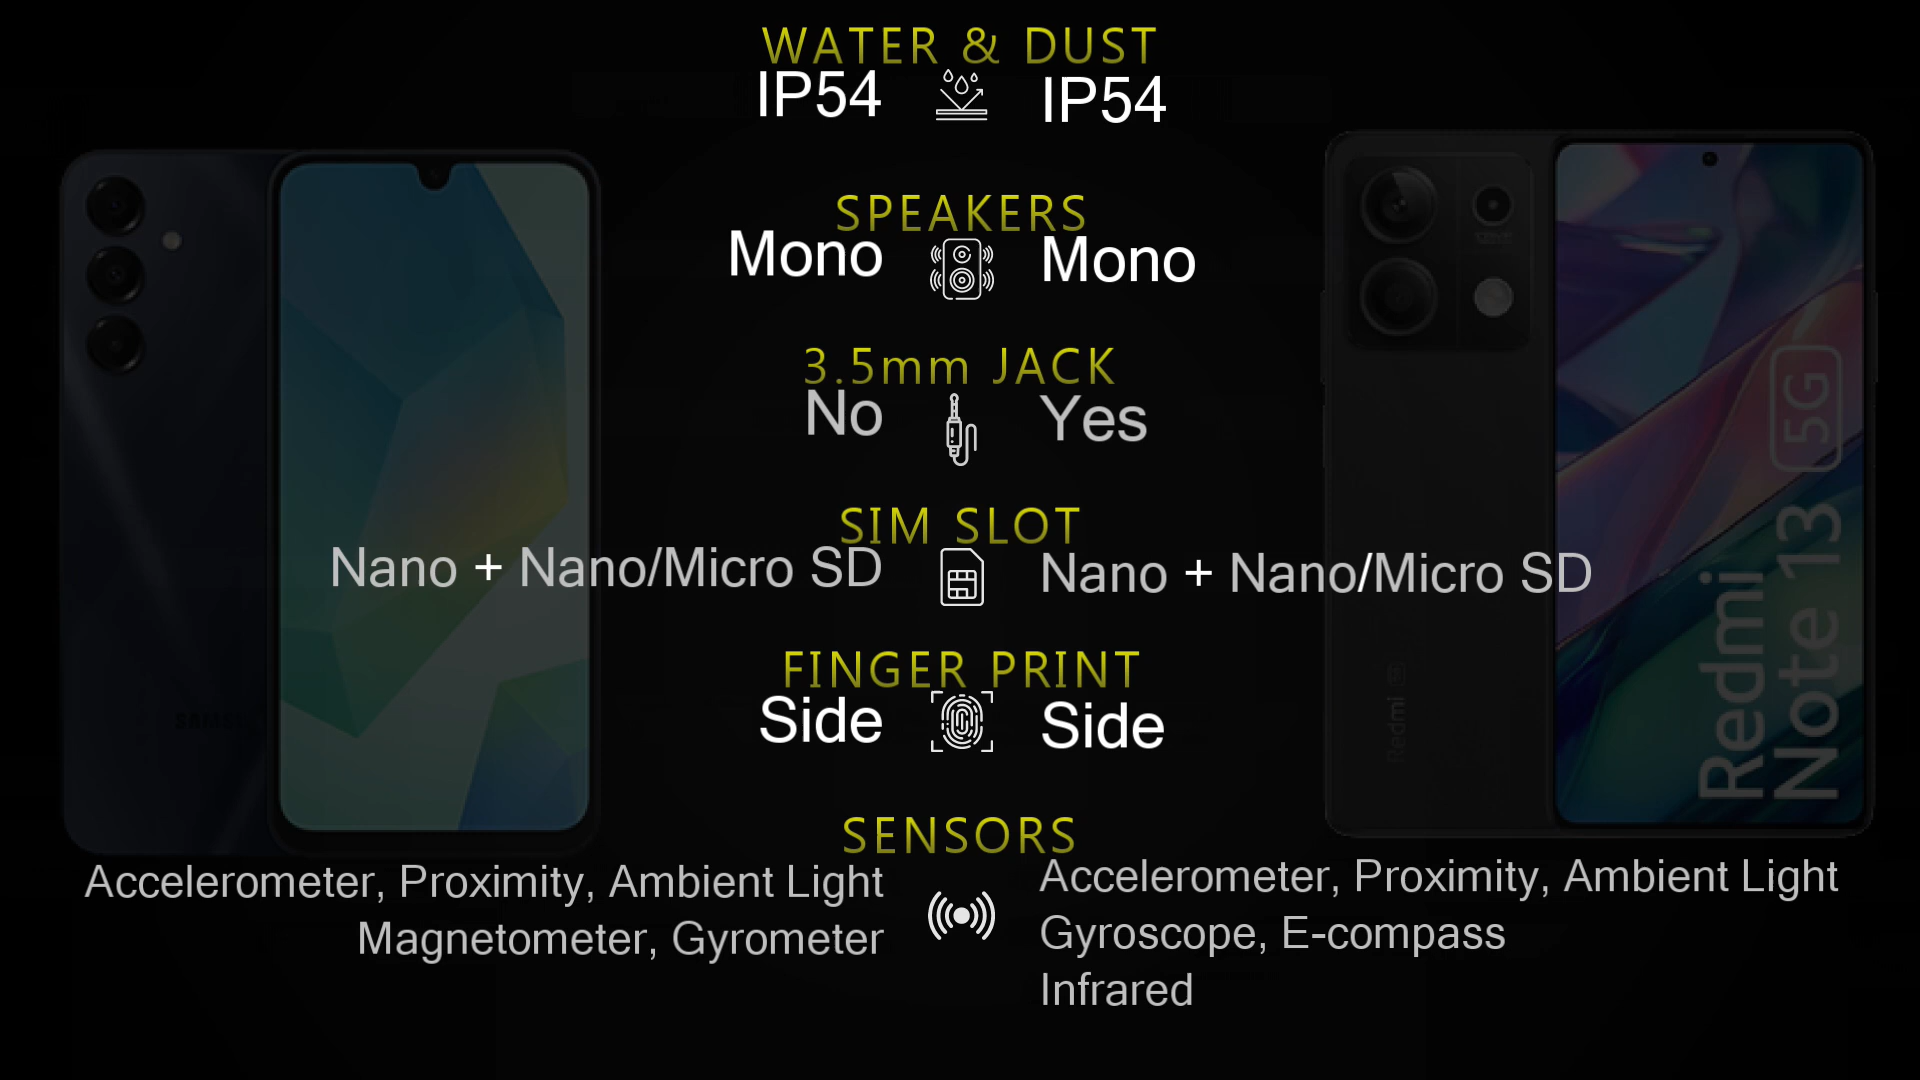 WATER & DUST
IP54 IP54
SPEAKERS
Mono Mono
3.5mm JACK
No Yes
SIM SLOT
Nano + Nano/Micro SD Nano + Nano/Micro SD
FINGER PRINT
Side Side
SENSORS
Accelerometer, Proximity, Ambient Light
Magnetometer, Gyrometer
Accelerometer, Proximity, Ambient Light
Gyroscope, E-compass
Infrared
SAMSUNG
Redmi
Redmi
Note 13 5G